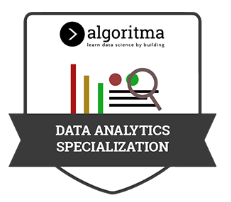 algoritma
learn data science by building
DATA ANALYTICS
SPECIALIZATION